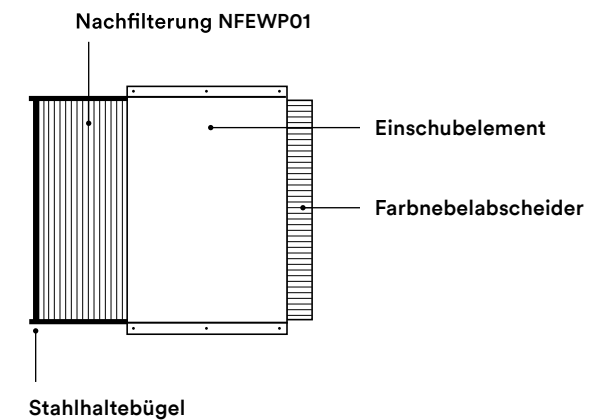 Nachfilterung NFEWP01
Einschubelement
Farbnebelabscheider
Stahlhaltebügel